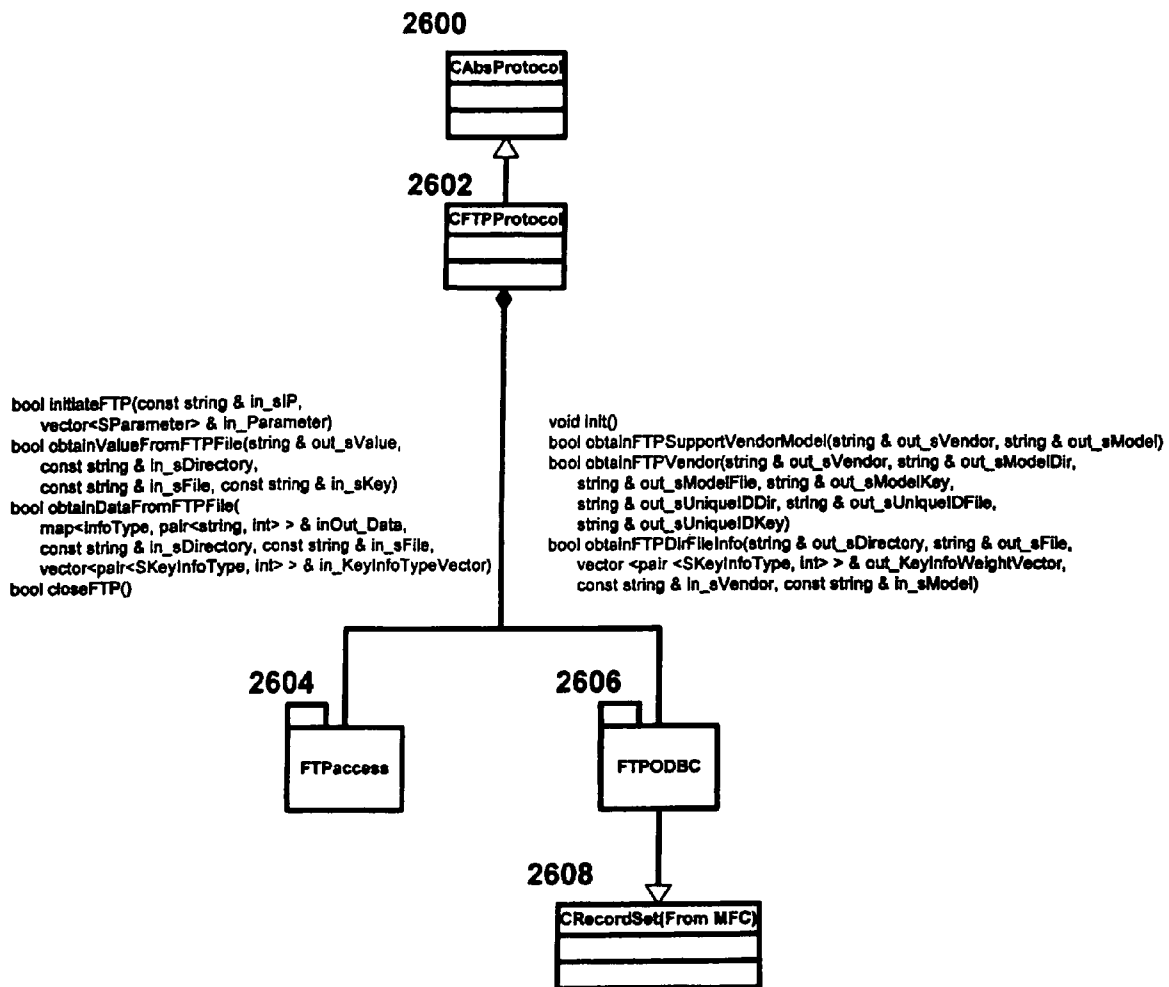 2600
CAbsProtocol
2602
CFTPProtocol
bool initiateFTP(const string & in_sIP,
vector<SParameter> & in_Parameter)
bool obtainValueFromFTPFile(string & out_sValue,
const string & in_sDirectory,
const string & in_sFile, const string & in_sKey)
bool obtainDataFromFTPFile(
map<infoType, pair<string, int> > & inOut_Data,
const string & in_sDirectory, const string & in_sFile,
vector<pair<SKeyInfoType, int> > & in_KeyInfoTypeVector)
bool closeFTP()
void init()
bool obtainFTPSupportVendorModel(string & out_sVendor, string & out_sModel)
bool obtainFTPVendor(string & out_sVendor, string & out_sModelDir,
string & out_sModelFile, string & out_sModelKey,
string & out_sUniqueIDDir, string & out_sUniqueIDFile,
string & out_sUniqueIDKey)
bool obtainFTPDirFileInfo(string & out_sDirectory, string & out_sFile,
vector <pair <SKeyInfoType, int> > & out_KeyInfoWeightVector,
const string & in_sVendor, const string & in_sModel)
2604
FTPaccess
2606
FTPODBC
2608
CRecordSet(From MFC)